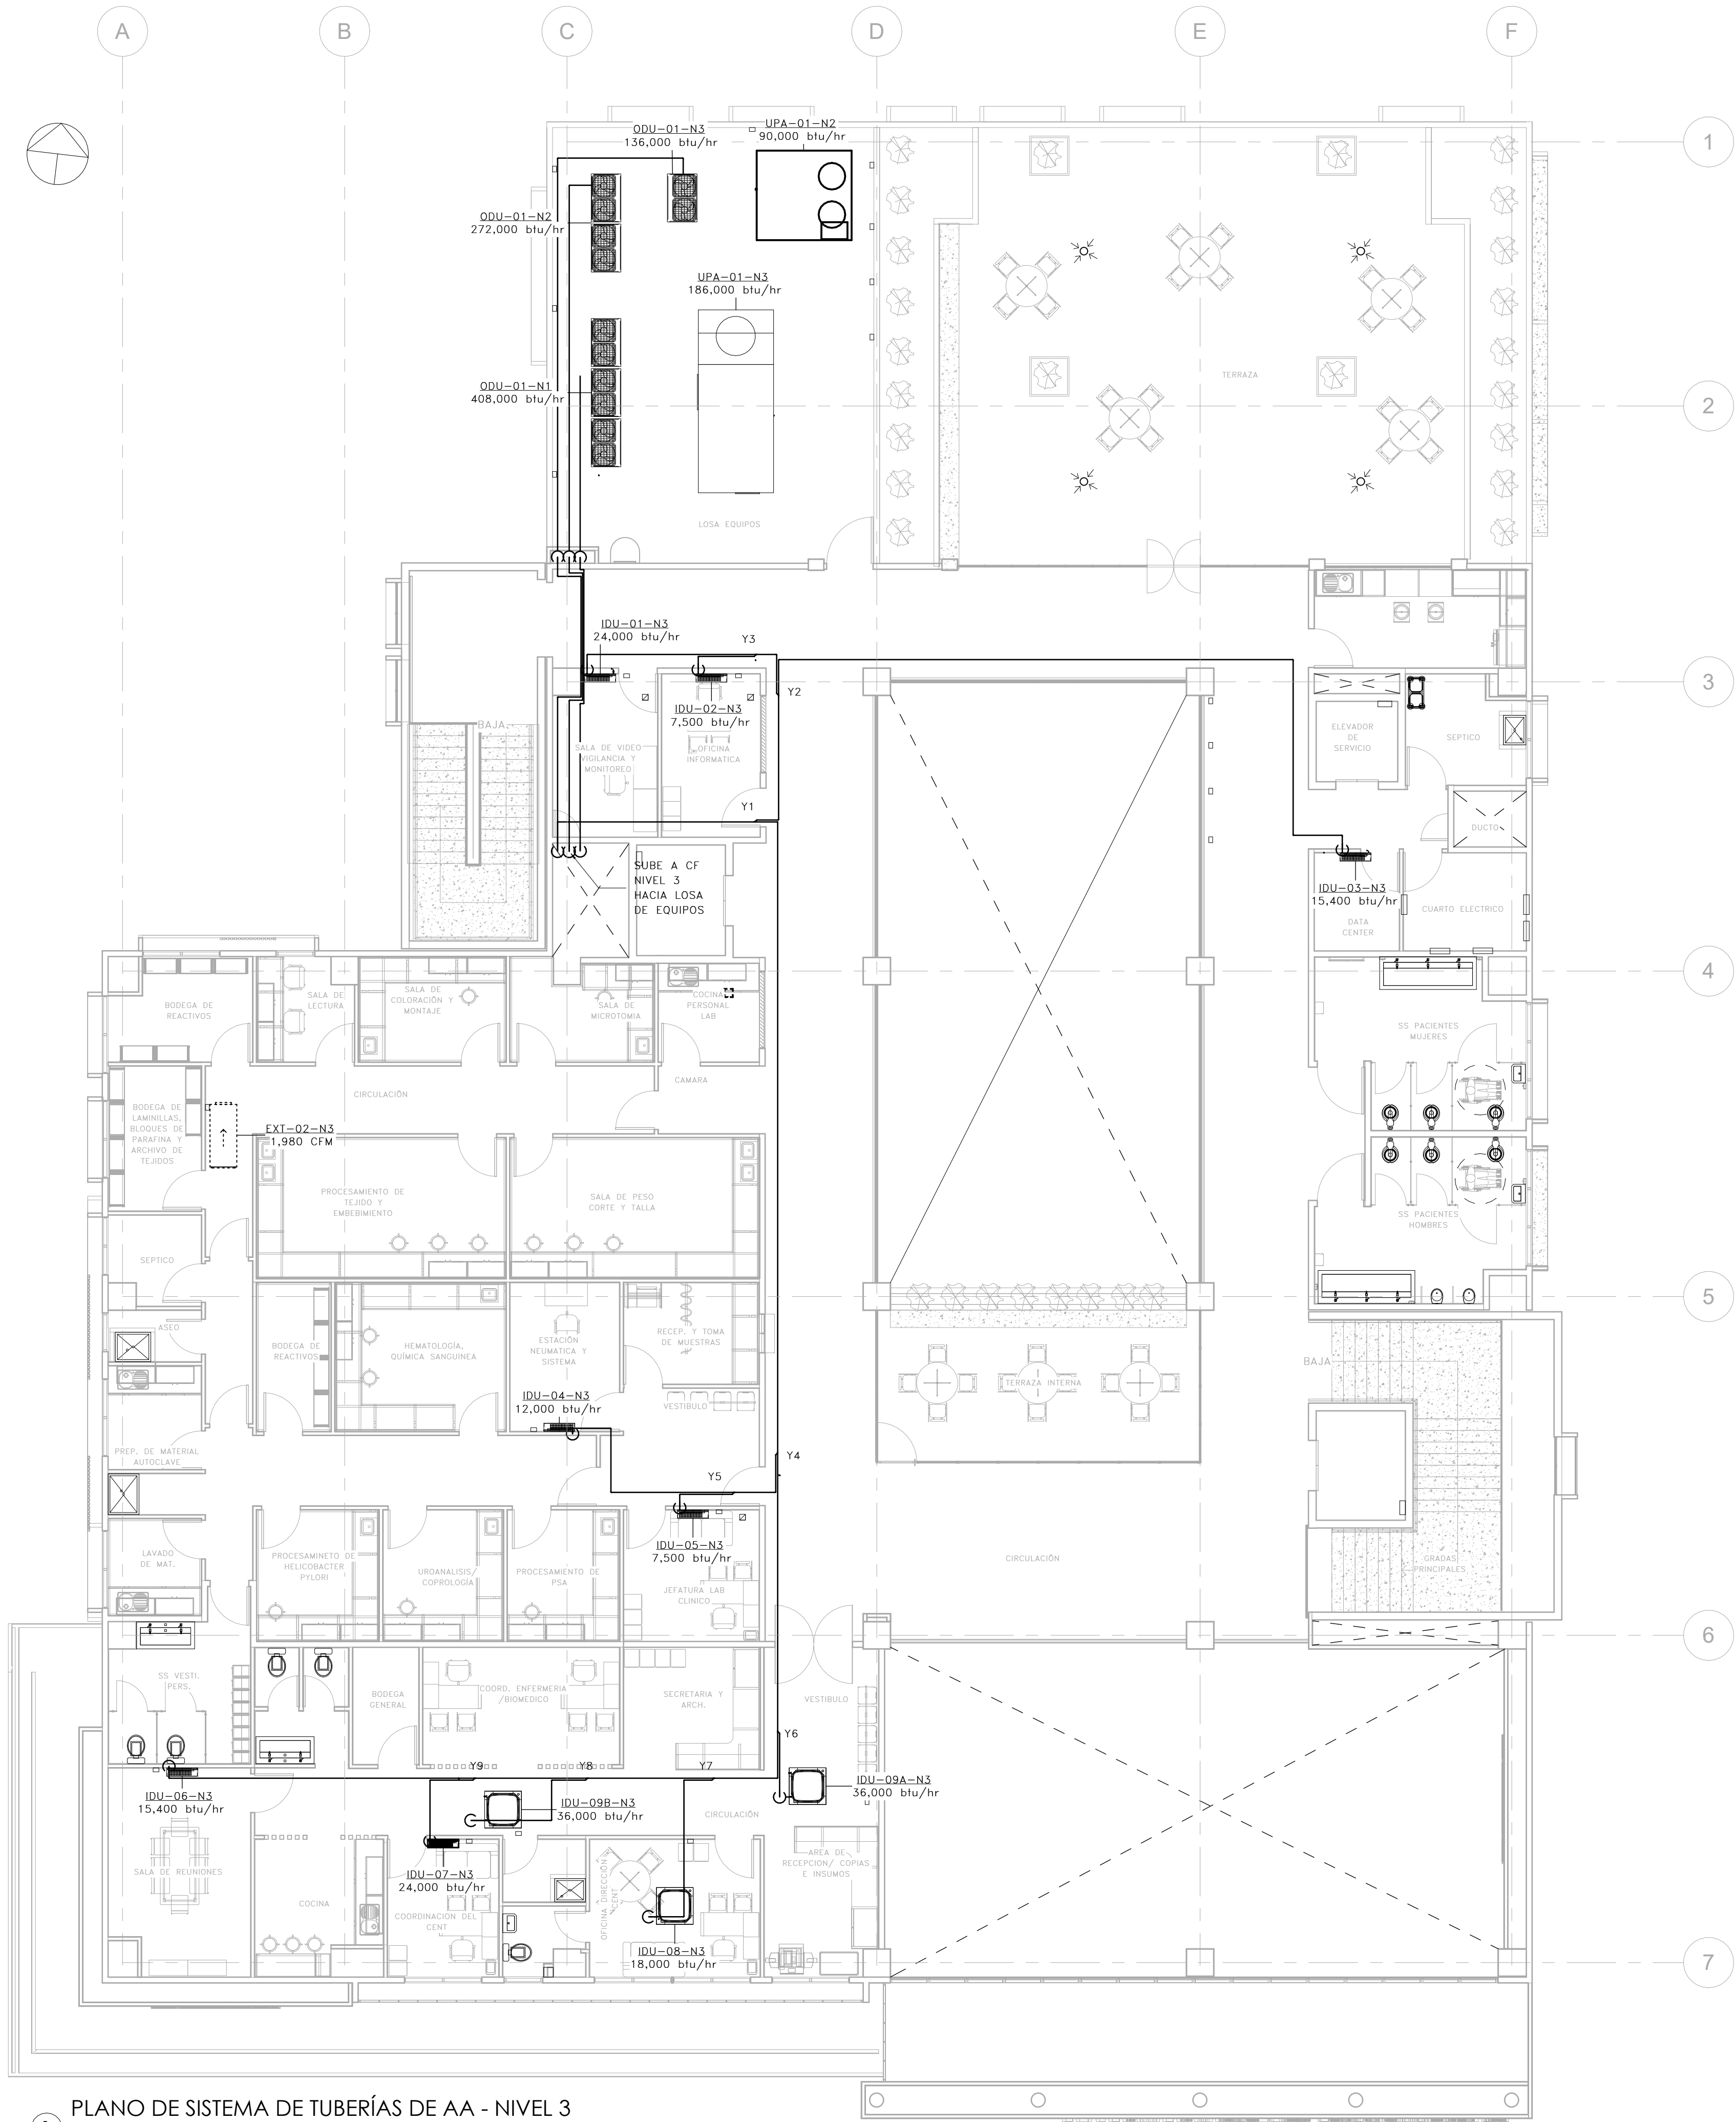 A
B
C
D
E
F
1
2
3
4
5
6
7
ODU-01-N3
136,000 btu/hr
UPA-01-N2
90,000 btu/hr
ODU-01-N2
272,000 btu/hr
UPA-01-N3
186,000 btu/hr
ODU-01-N1
408,000 btu/hr
TERRAZA
LOSA EQUIPOS
IDU-01-N3
24,000 btu/hr
Y3
Y2
IDU-02-N3
7,500 btu/hr
BAJA
SALA DE VIDEO
VIGILANCIA Y
MONITOREO
OFICINA
INFORMATICA
Y1
ELEVADOR
DE
SERVICIO
SEPTICO
DUCTO
SUBE A CF
NIVEL 3
HACIA LOSA
DE EQUIPOS
IDU-03-N3
15,400 btu/hr
DATA
CENTER
CUARTO ELECTRICO
BODEGA DE
REACTIVOS
SALA DE
LECTURA
SALA DE
COLORACIÓN Y
MONTAJE
SALA DE
MICROTOMIA
COCINA
PERSONAL
LAB
SS PACIENTES
MUJERES
CAMARA
CIRCULACIÓN
BODEGA DE
LAMINILLAS,
BLOQUES DE
PARAFINA Y
ARCHIVO DE
TEJIDOS
EXT-02-N3
1,980 CFM
PROCESAMIENTO DE
TEJIDO Y
EMBEBIMIENTO
SALA DE PESO
CORTE Y TALLA
SS PACIENTES
HOMBRES
SEPTICO
ASEO
BODEGA DE
REACTIVOS
HEMATOLOGÍA,
QUÍMICA SANGUINEA
ESTACIÓN
NEUMATICA Y
SISTEMA
RECEP. Y TOMA
DE MUESTRAS
TERRAZA INTERNA
BAJA
IDU-04-N3
12,000 btu/hr
VESTIBULO
PREP. DE MATERIAL
AUTOCLAVE
Y4
Y5
IDU-05-N3
7,500 btu/hr
LAVADO
DE MAT.
PROCESAMINETO DE
HELICOBACTER
PYLORI
UROANALISIS/
COPROLOGÍA
PROCESAMIENTO DE
PSA
JEFATURA LAB
CLINICO
CIRCULACIÓN
GRADAS
PRINCIPALES
SS VESTI.
PERS.
BODEGA
GENERAL
COORD. ENFERMERIA
/BIOMEDICO
SECRETARIA Y
ARCH.
VESTIBULO
Y6
Y9
Y8
Y7
IDU-06-N3
15,400 btu/hr
IDU-09B-N3
36,000 btu/hr
IDU-09A-N3
36,000 btu/hr
CIRCULACIÓN
SALA DE REUNIONES
COCINA
IDU-07-N3
24,000 btu/hr
COORDINACION DEL
CENT
OFICINA DIRECCIÓN
CENT
AREA DE
RECEPCION/ COPIAS
E INSUMOS
IDU-08-N3
18,000 btu/hr
PLANO DE SISTEMA DE TUBERÍAS DE AA - NIVEL 3